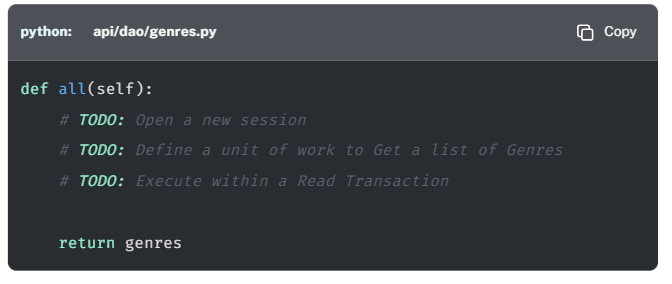 python: api/dao/genres.py Copy
def all(self):
# TODO: Open a new session
# TODO: Define a unit of work to Get a list of Genres
# TODO: Execute within a Read Transaction
return genres